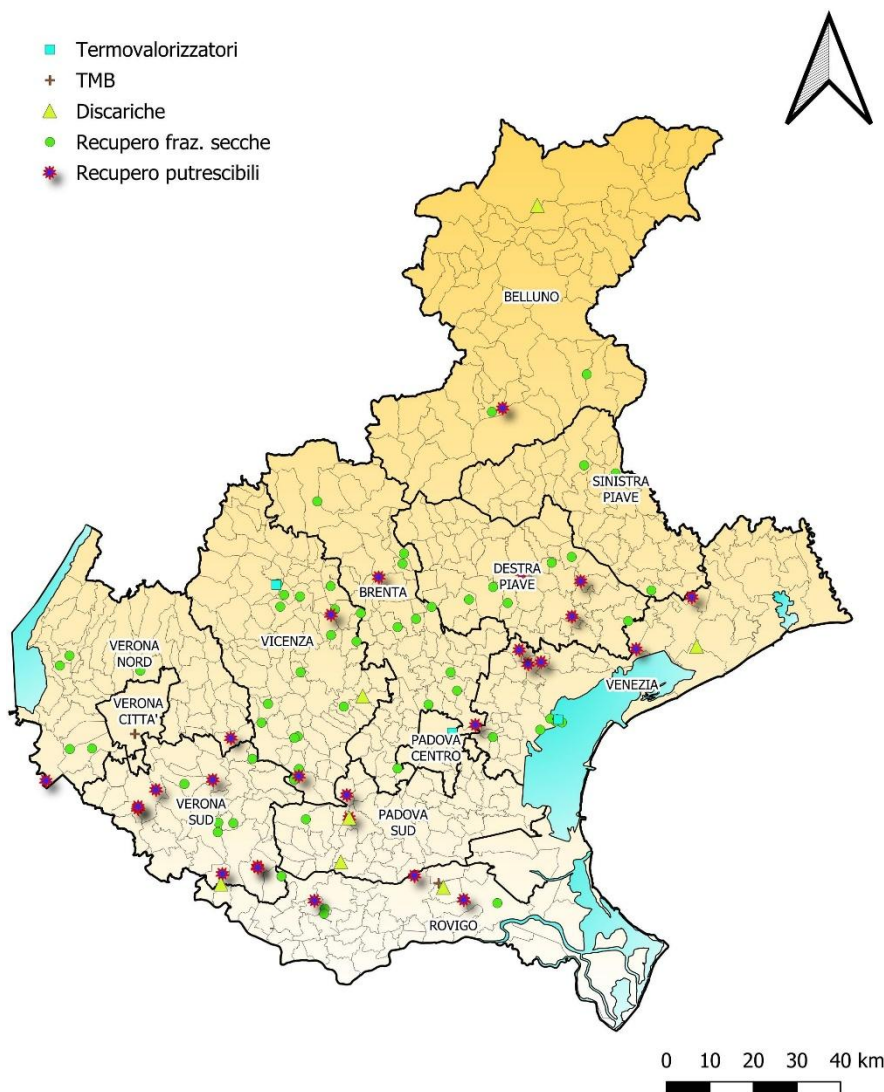 Termovalorizzatori
TMB
Discariche
Recupero fraz. secche
Recupero putrescibili
BELLUNO
SINISTRA
PIAVE
DESTRA
PIAVE
BRENTA
VICENZA
VERONA
NORD
VENEZIA
VERONA
CITTA'
PADOVA
CENTRO
VERONA
SUD
PADOVA
SUD
ROVIGO
0 10 20 30 40 km